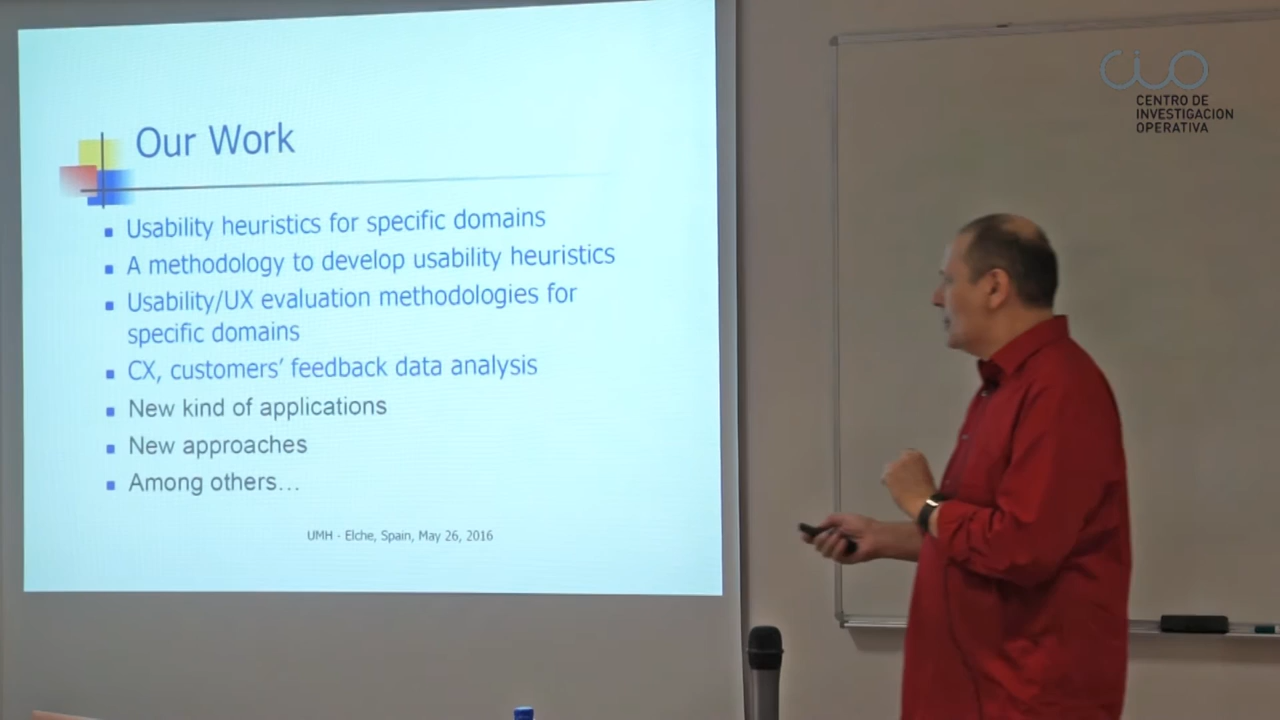 Our Work
Usability heuristics for specific domains
A methodology to develop usability heuristics
Usability/UX evaluation methodologies for
specific domains
CX, customers' feedback data analysis
New kind of applications
New approaches
Among others…
UMH - Elche, Spain, May 26, 2016
CIO
CENTRO DE
INVESTIGACION
OPERATIVA